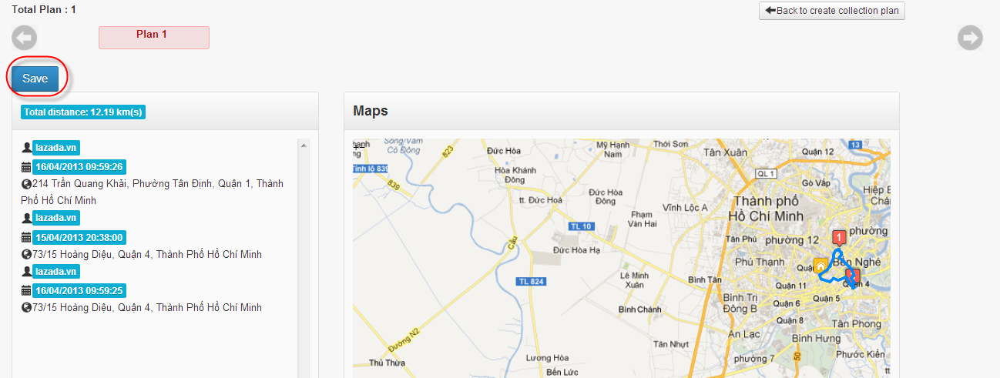 Total Plan : 1
Back to create collection plan
Plan 1
Save
Total distance: 12.19 km(s)
lazada.vn
16/04/2013 09:59:26
214 Trần Quang Khải, Phường Tân Định, Quận 1, Thành
Phố Hồ Chí Minh
lazada.vn
15/04/2013 20:38:00
73/15 Hoàng Diệu, Quận 4, Thành Phố Hồ Chí Minh
lazada.vn
16/04/2013 09:59:25
73/15 Hoàng Diệu, Quận 4, Thành Phố Hồ Chí Minh
Maps
Sông/Vàm
Cỏ Đông
823
Đức Hòa
Mỹ Hạnh
Nam
Thới Sơn
Tân Xuân
Quận 12
13
Tỉnh lộ 839
839
Hòa Khánh
Đông
QL 1
Gò Vấp
Hiệp B
Chán
tt. Đức Hoà
Đức Hòa
Đông
Vĩnh Lộc A
Thành phố
Hồ Chí Minh
Phạm
Văn Hai
TL 10
Cầu
Đức Hòa Hạ
Tân Phú
phường 12
1
phường
Phú Thạnh
Bến Nghé
TL 824
Lê Minh
Xuân
Bình Tân
Quận 11
Quận 4
Quận 5
Bình Trị
Đông B
Quận 6
Bình Chánh
Quận 8
Tân Phong
An Lạc
Bình Hưng
Đường N2
Tân Nhựt
Phước Kiển
Thủ Thừa
Lương Hòa
phường 7
50
Bến Lức
tt